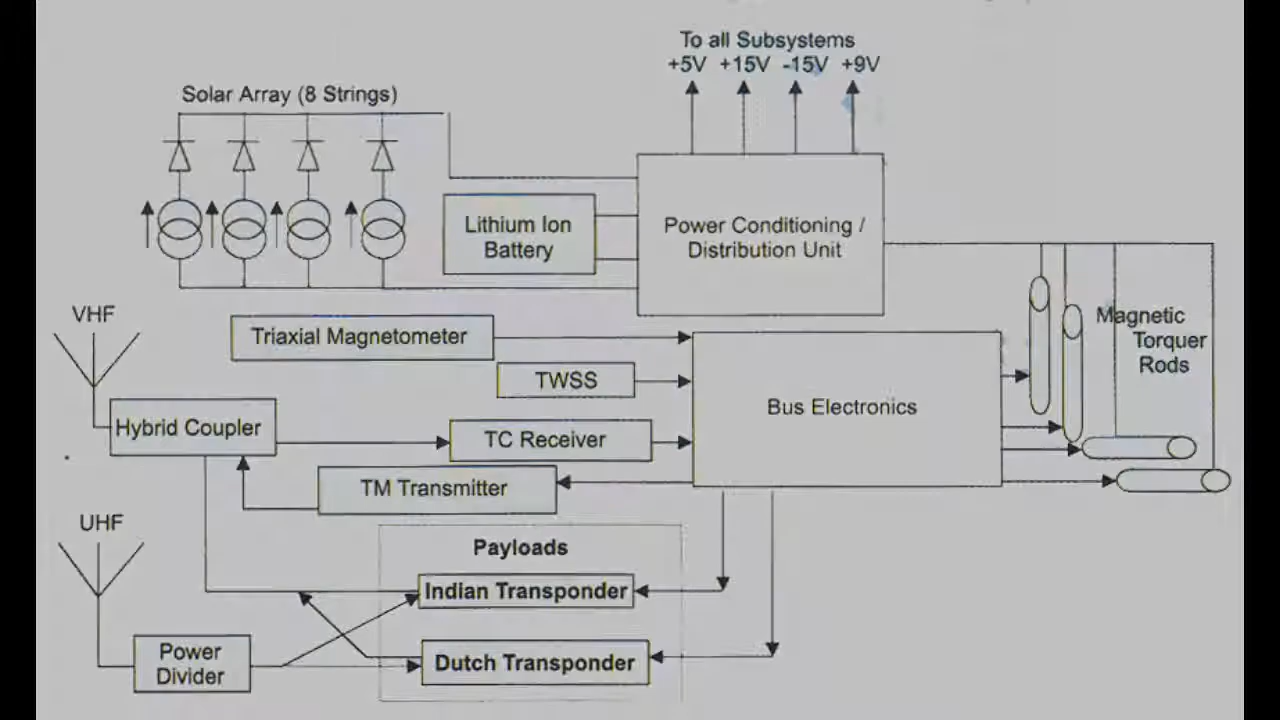 To all Subsystems
+5V +15V -15V +9V
Solar Array (8 Strings)
Lithium Ion
Battery
Power Conditioning /
Distribution Unit
VHF
Triaxial Magnetometer
Magnetic
Torquer
Rods
TWSS
Bus Electronics
Hybrid Coupler
TC Receiver
TM Transmitter
UHF
Payloads
Indian Transponder
Power
Divider
Dutch Transponder